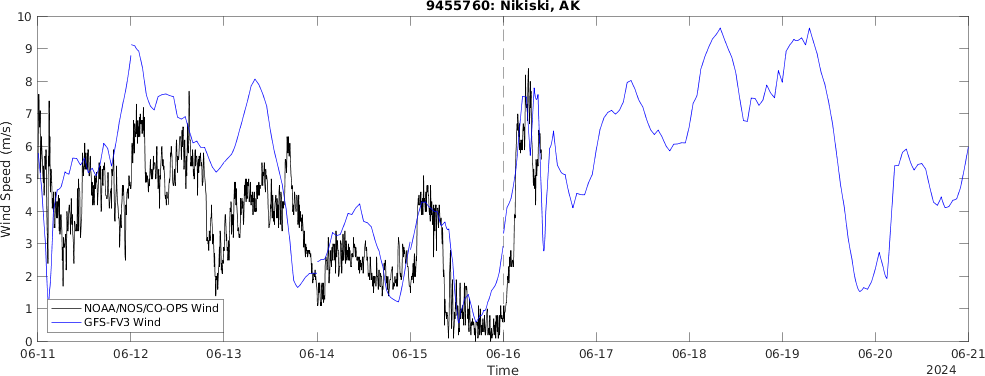 9455760: Nikiski, AK
Wind Speed (m/s)
10
9
8
7
6
5
4
3
2
1
0
NOAA/NOS/CO-OPS Wind
GFS-FV3 Wind
06-11 06-12 06-13 06-14 06-15 06-16 06-17 06-18 06-19 06-20 06-21
Time
2024